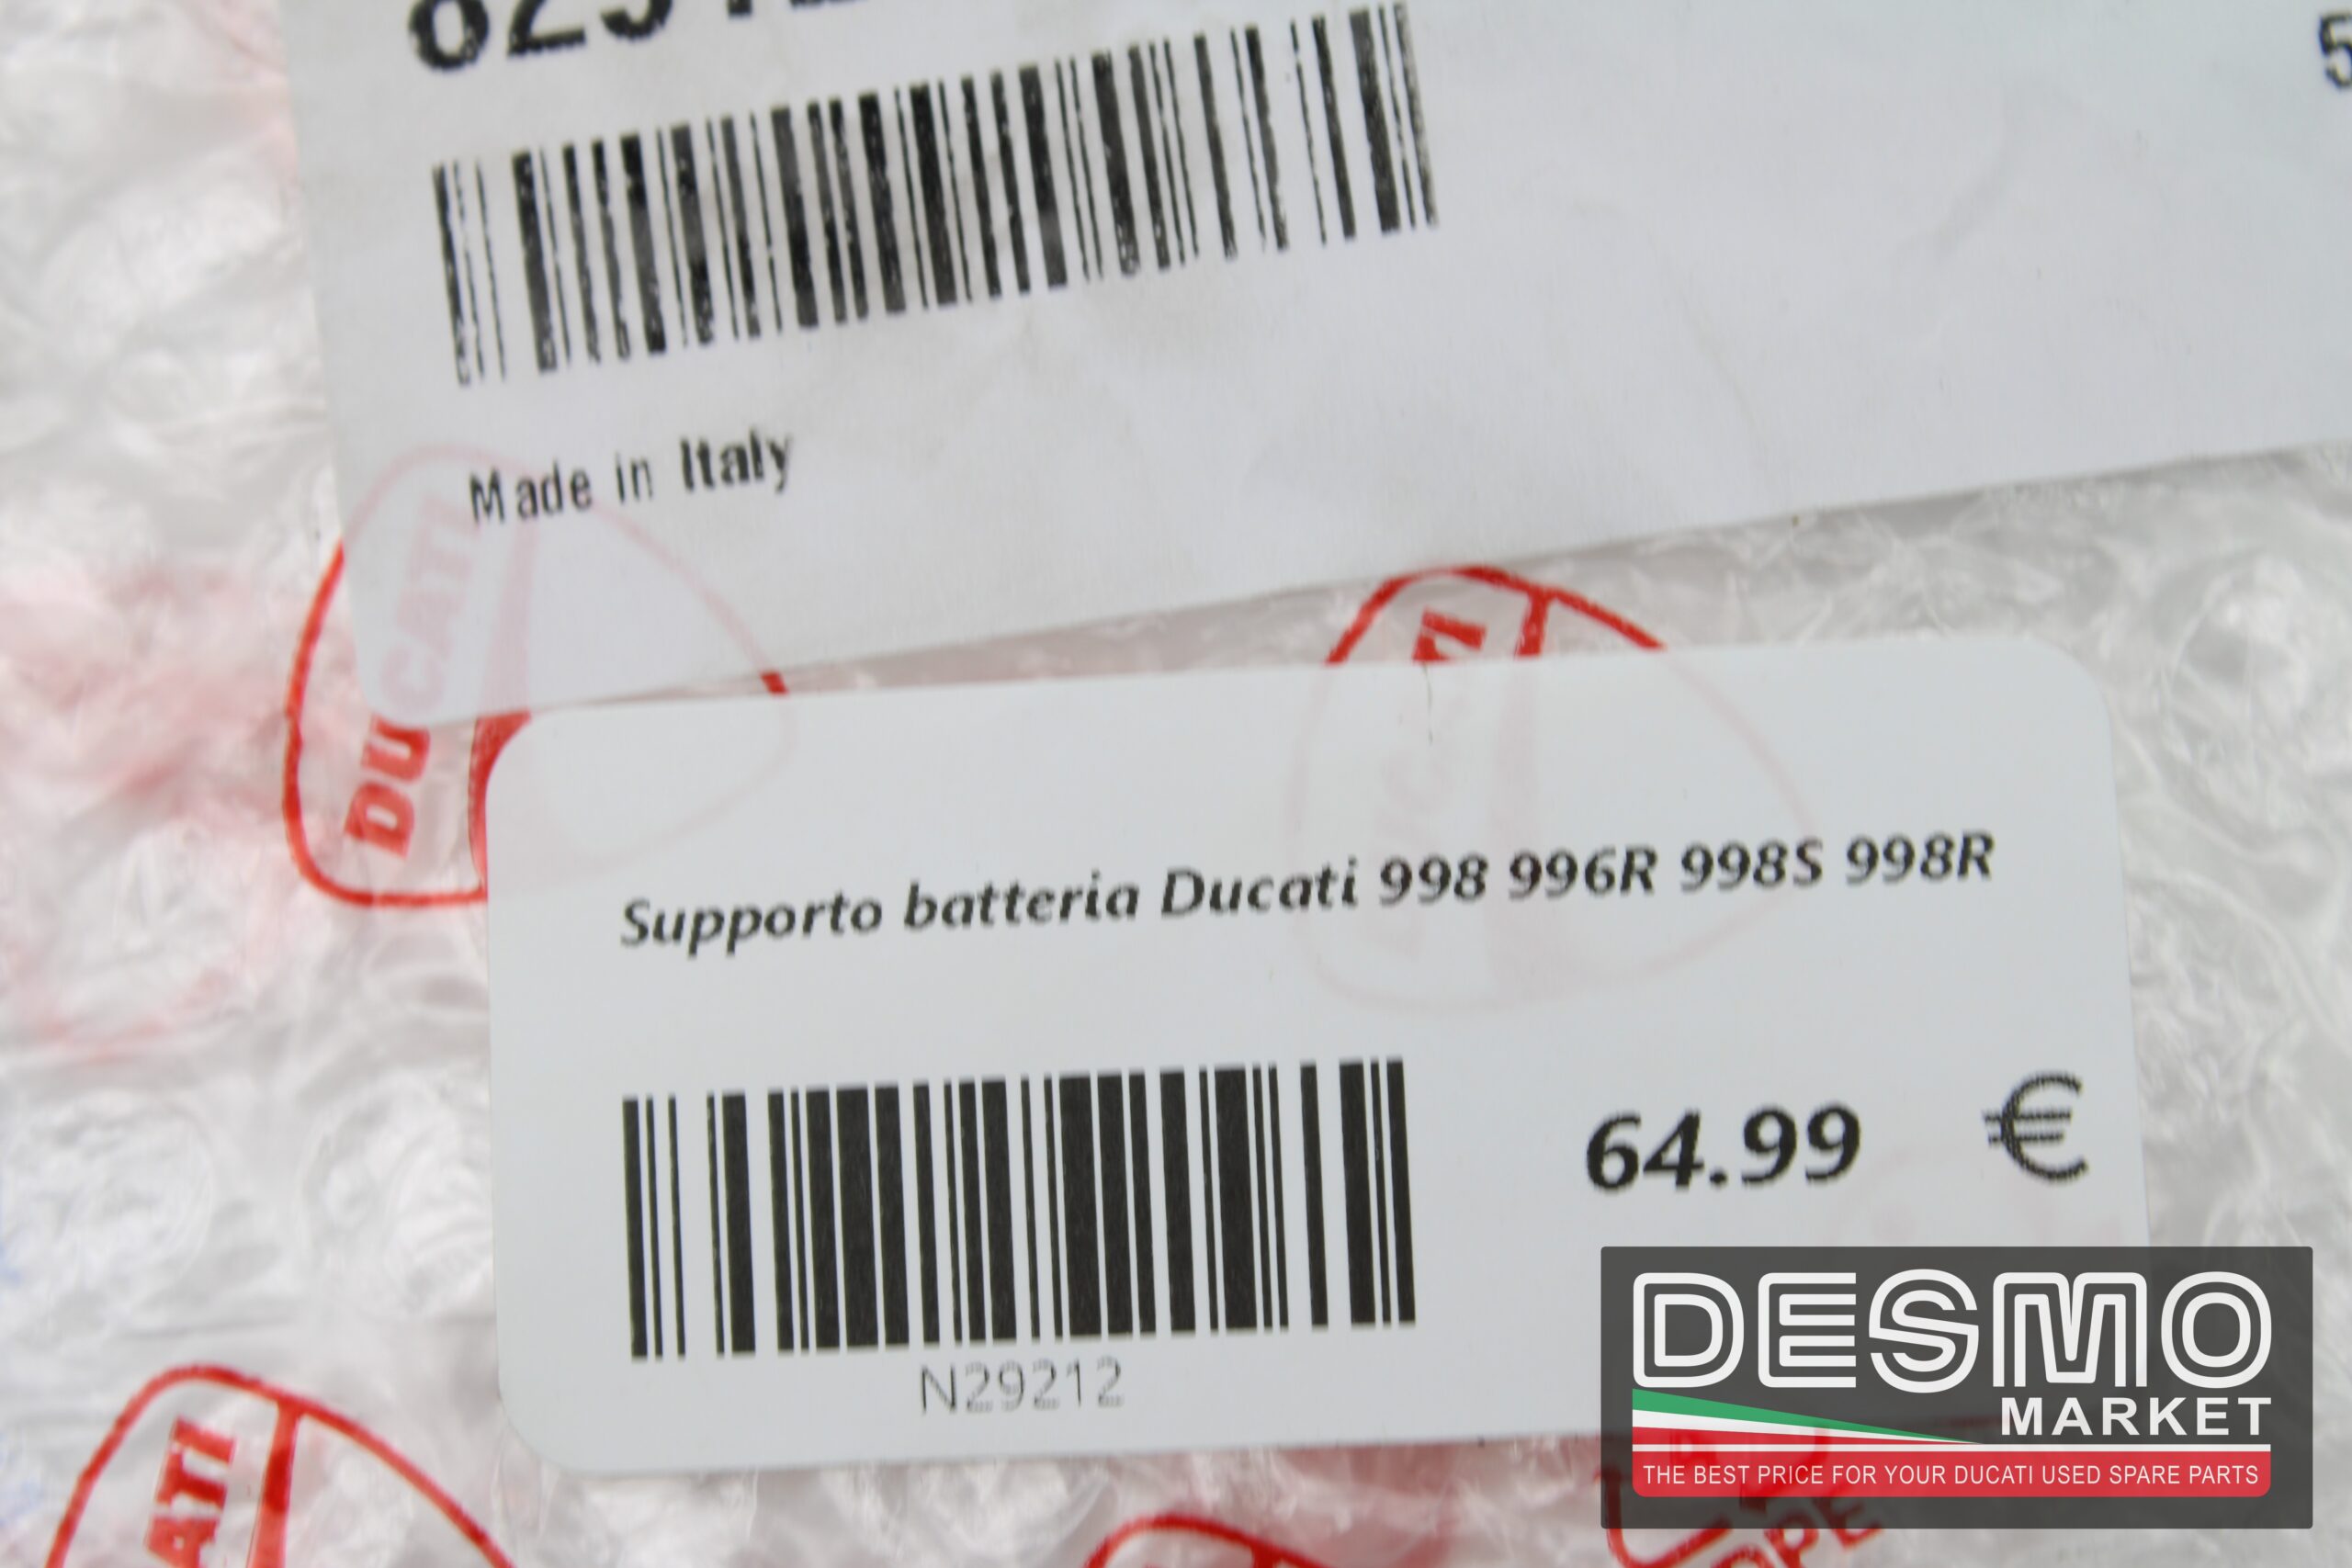 Made in Italy
DUCATI
Supporto batteria Ducati 998 996R 998S 998R
64.99 €
N29212
DESMO
MARKET
THE BEST PRICE FOR YOUR DUCATI USED SPARE PARTS